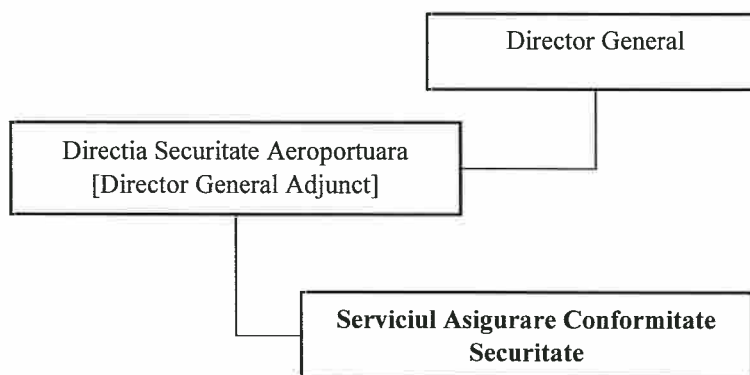 Director General
Directia Securitate Aeroportuara
[Director General Adjunct]
Serviciul Asigurare Conformitate
Securitate